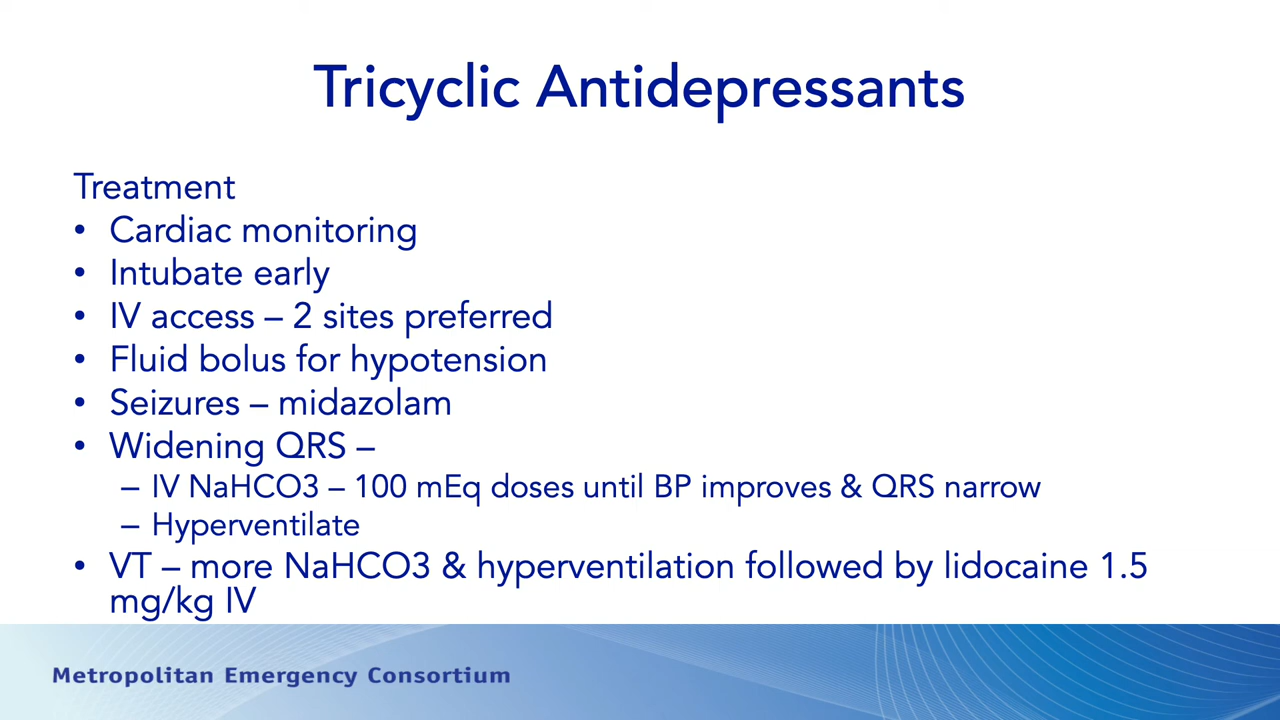 Tricyclic Antidepressants
Treatment
• Cardiac monitoring
• Intubate early
• IV access – 2 sites preferred
• Fluid bolus for hypotension
• Seizures – midazolam
• Widening QRS –
– IV NaHCO3 – 100 mEq doses until BP improves & QRS narrow
– Hyperventilate
• VT – more NaHCO3 & hyperventilation followed by lidocaine 1.5
mg/kg IV
Metropolitan Emergency Consortium